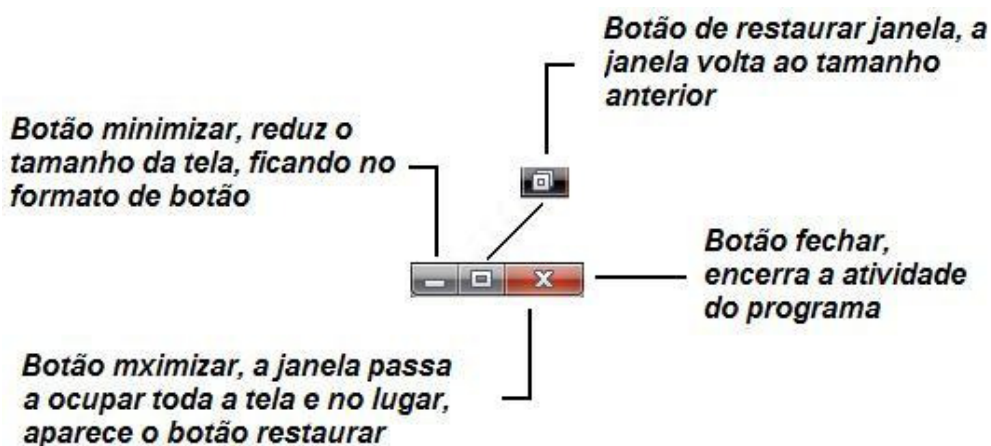 Botão de restaurar janela, a
janela volta ao tamanho
anterior
Botão minimizar, reduz o
tamanho da tela, ficando no
formato de botão
Botão fechar,
encerra a atividade
do programa
Botão mximizar, a janela passa
a ocupar toda a tela e no lugar,
aparece o botão restaurar